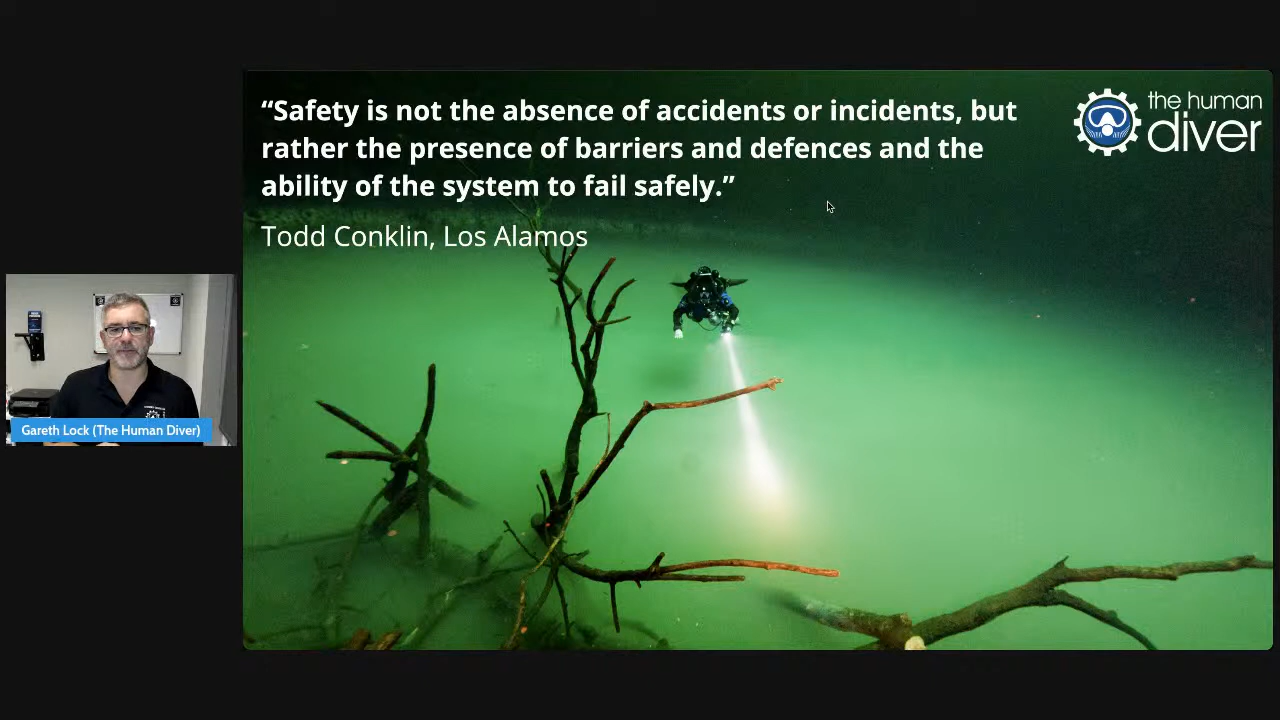 “Safety is not the absence of accidents or incidents, but
rather the presence of barriers and defences and the
ability of the system to fail safely.”
Todd Conklin, Los Alamos
the human
diver
Gareth Lock (The Human Diver)